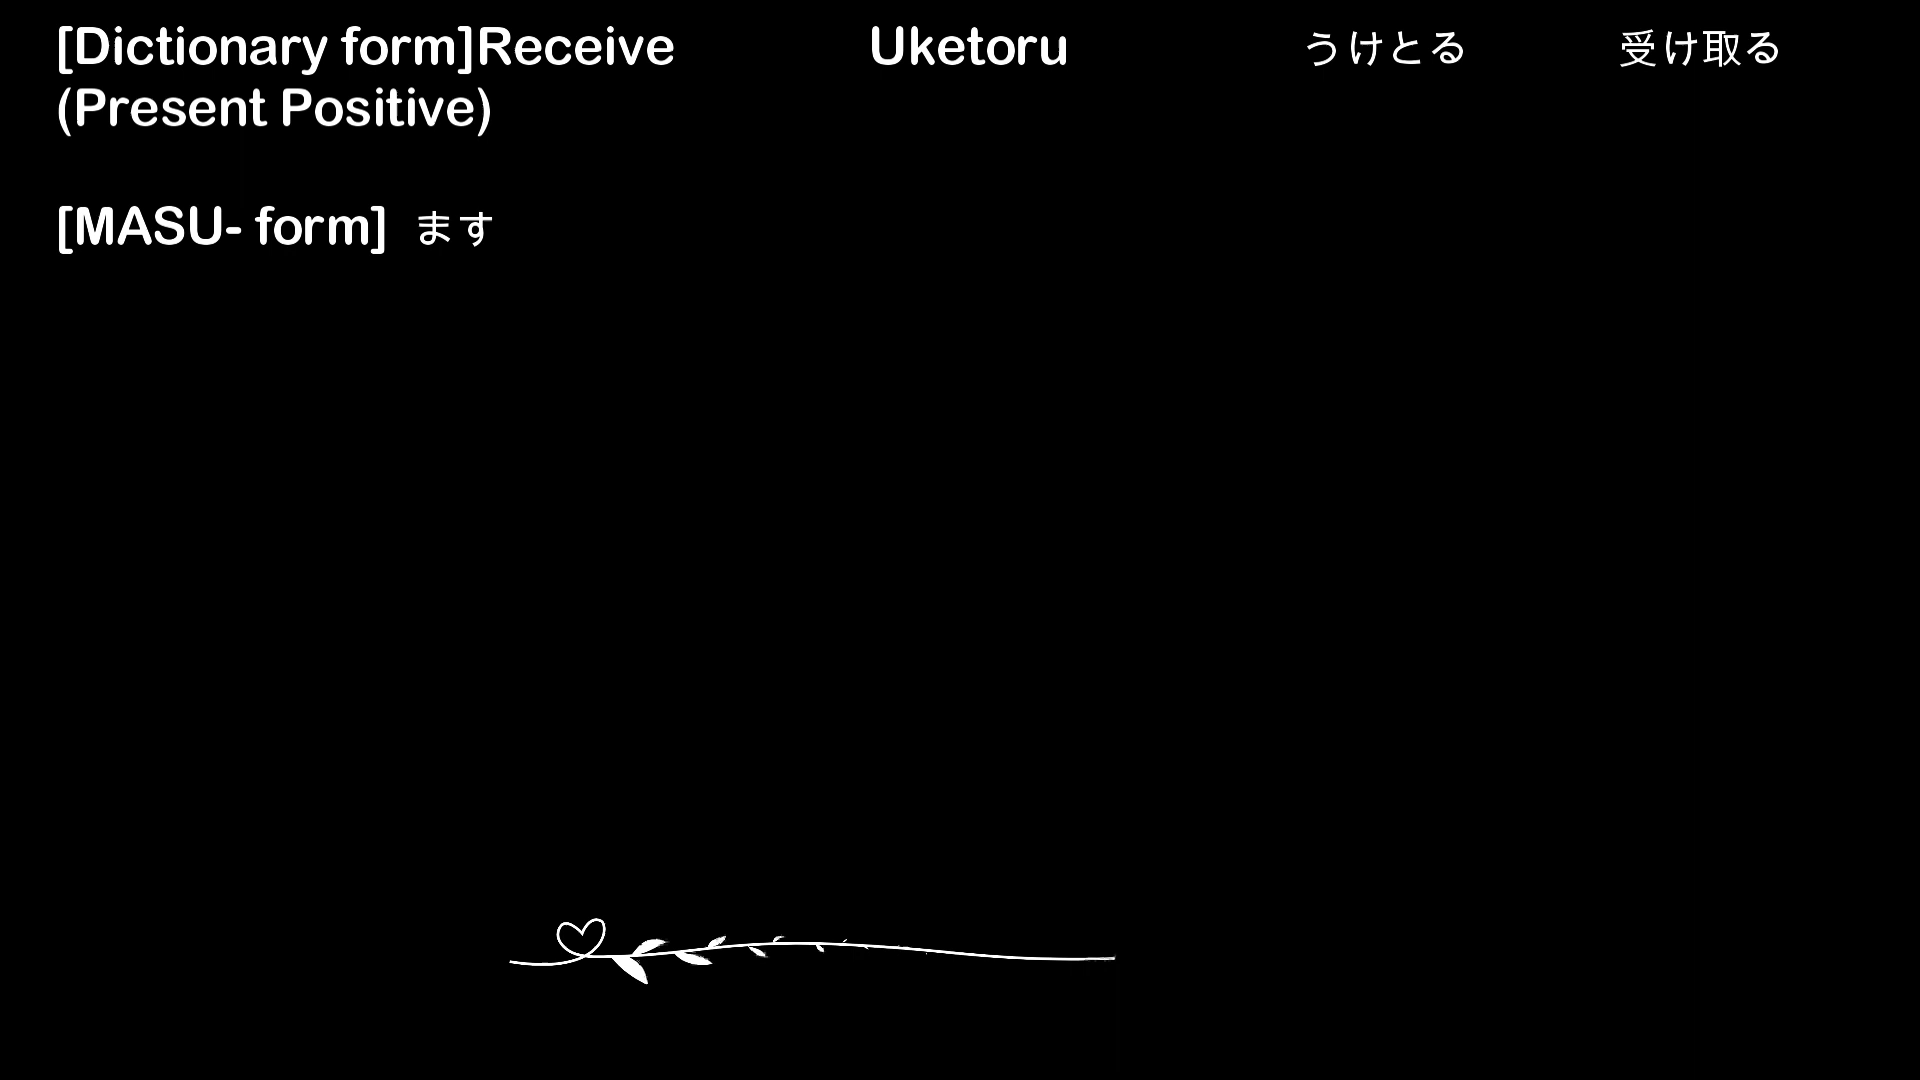 [Dictionary form]Receive Uketoru うけとる 受け取る
(Present Positive)
[MASU- form] ます